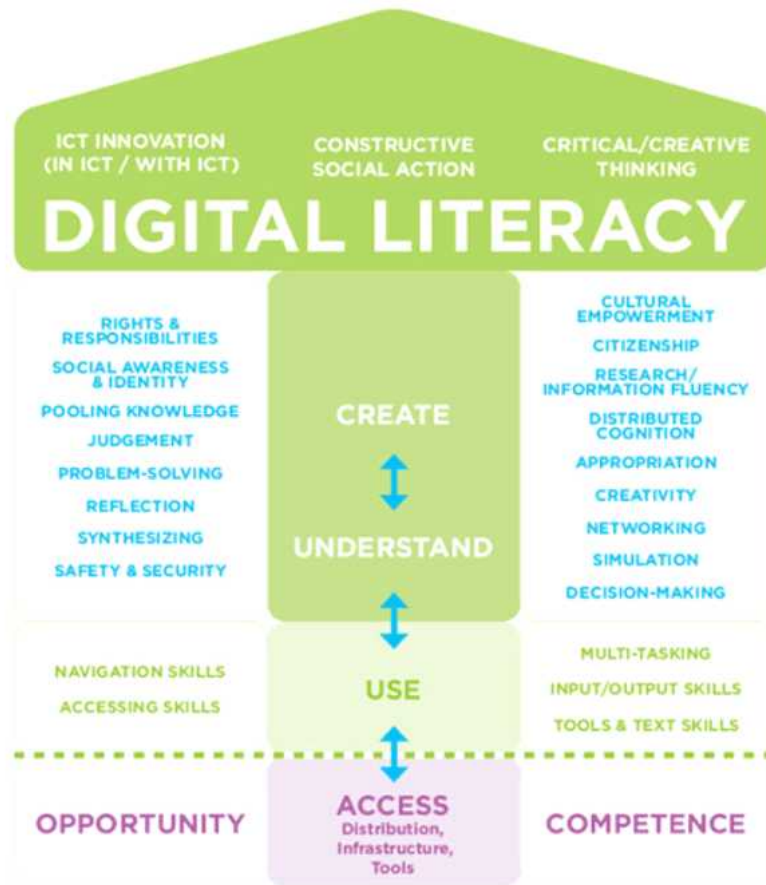 ICT INNOVATION
(IN ICT / WITH ICT)
CONSTRUCTIVE
SOCIAL ACTION
CRITICAL/CREATIVE
THINKING
DIGITAL LITERACY
RIGHTS &
RESPONSIBILITIES
SOCIAL AWARENESS
& IDENTITY
POOLING KNOWLEDGE
JUDGEMENT
PROBLEM-SOLVING
REFLECTION
SYNTHESIZING
SAFETY & SECURITY
CREATE
UNDERSTAND
CULTURAL
EMPOWERMENT
CITIZENSHIP
RESEARCH/
INFORMATION FLUENCY
DISTRIBUTED
COGNITION
APPROPRIATION
CREATIVITY
NETWORKING
SIMULATION
DECISION-MAKING
NAVIGATION SKILLS
ACCESSING SKILLS
USE
MULTI-TASKING
INPUT/OUTPUT SKILLS
TOOLS & TEXT SKILLS
OPPORTUNITY
ACCESS
Distribution,
Infrastructure,
Tools
COMPETENCE